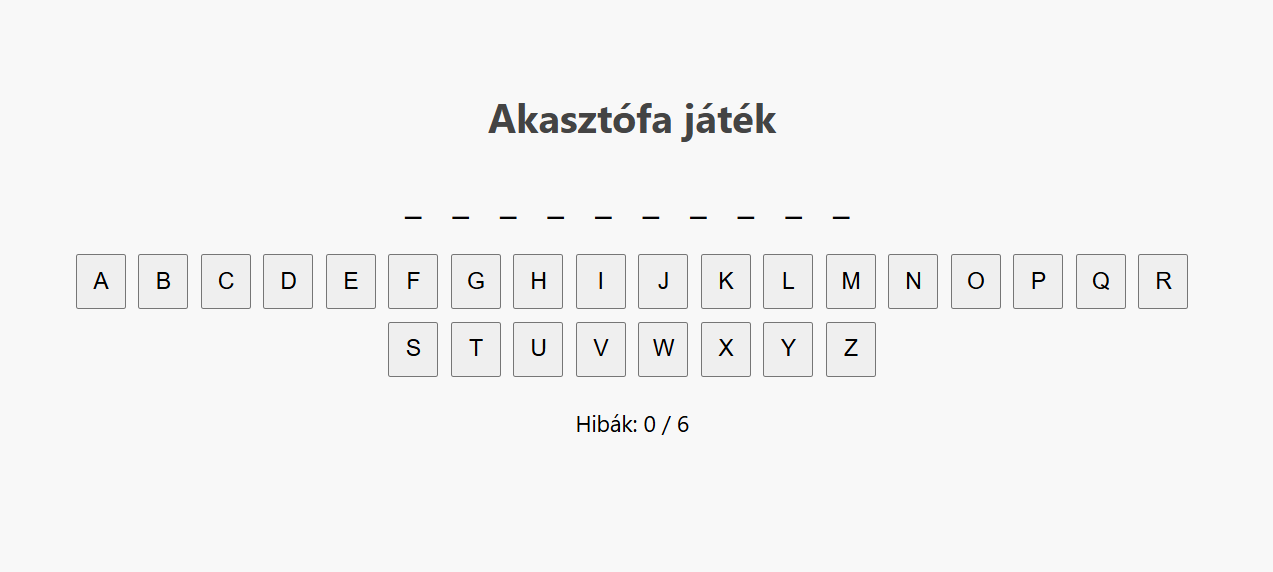 Akasztófa játék
_ _ _ _ _ _ _ _ _ _
A B C D E F G H I J K L M N O P Q R
S T U V W X Y Z
Hibák: 0 / 6